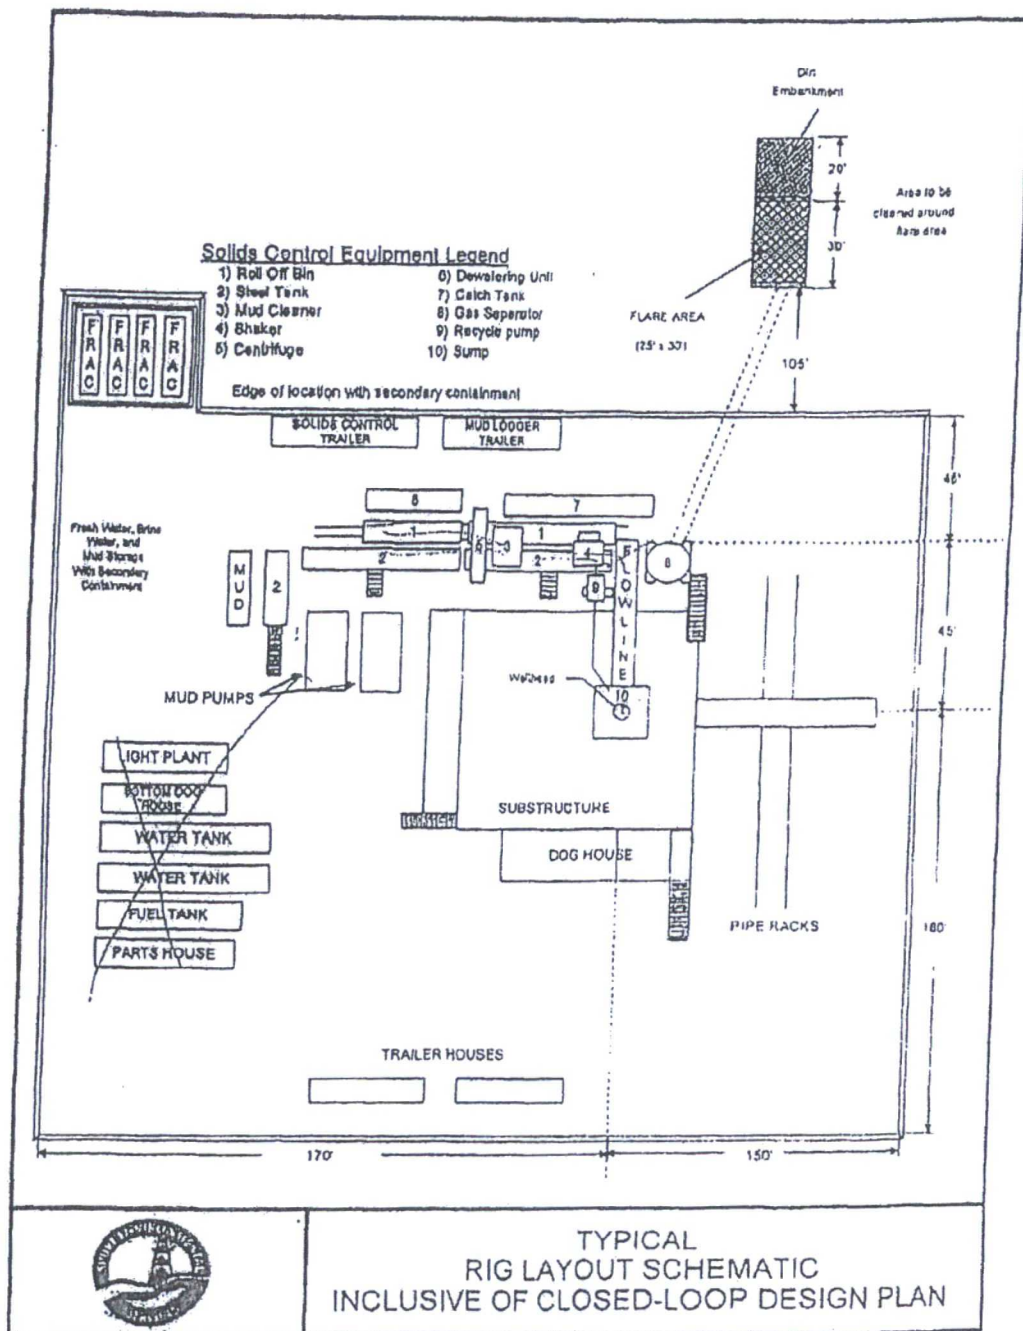 Dirt
Embankment
20'
Area to be
cleared around
flare area
30'
Solids Control Equipment Legend
1) Roll Off Bin
2) Steel Tank
3) Mud Cleaner
4) Shaker
5) Centrifuge
6) Dewatering Unit
7) Catch Tank
8) Gas Separator
9) Recycle pump
10) Sump
FLARE AREA
(25' x 30')
105'
FRAC
FRAC
FRAC
FRAC
Edge of location with secondary containment
SOLIDS CONTROL
TRAILER
MUD LOGGER
TRAILER
7
1
1
2
2
4
8
9
FLOWLINE
Fresh Water, Brine
Water, and
Mud Storage
With Secondary
Containment
MUD
2
45'
Wellhead
10
MUD PUMPS
LIGHT PLANT
BOTTOM DOG
HOUSE
WATER TANK
WATER TANK
FUEL TANK
PARTS HOUSE
SUBSTRUCTURE
DOG HOUSE
PIPE RACKS
TRAILER HOUSES
170'
150'
TYPICAL
RIG LAYOUT SCHEMATIC
INCLUSIVE OF CLOSED-LOOP DESIGN PLAN